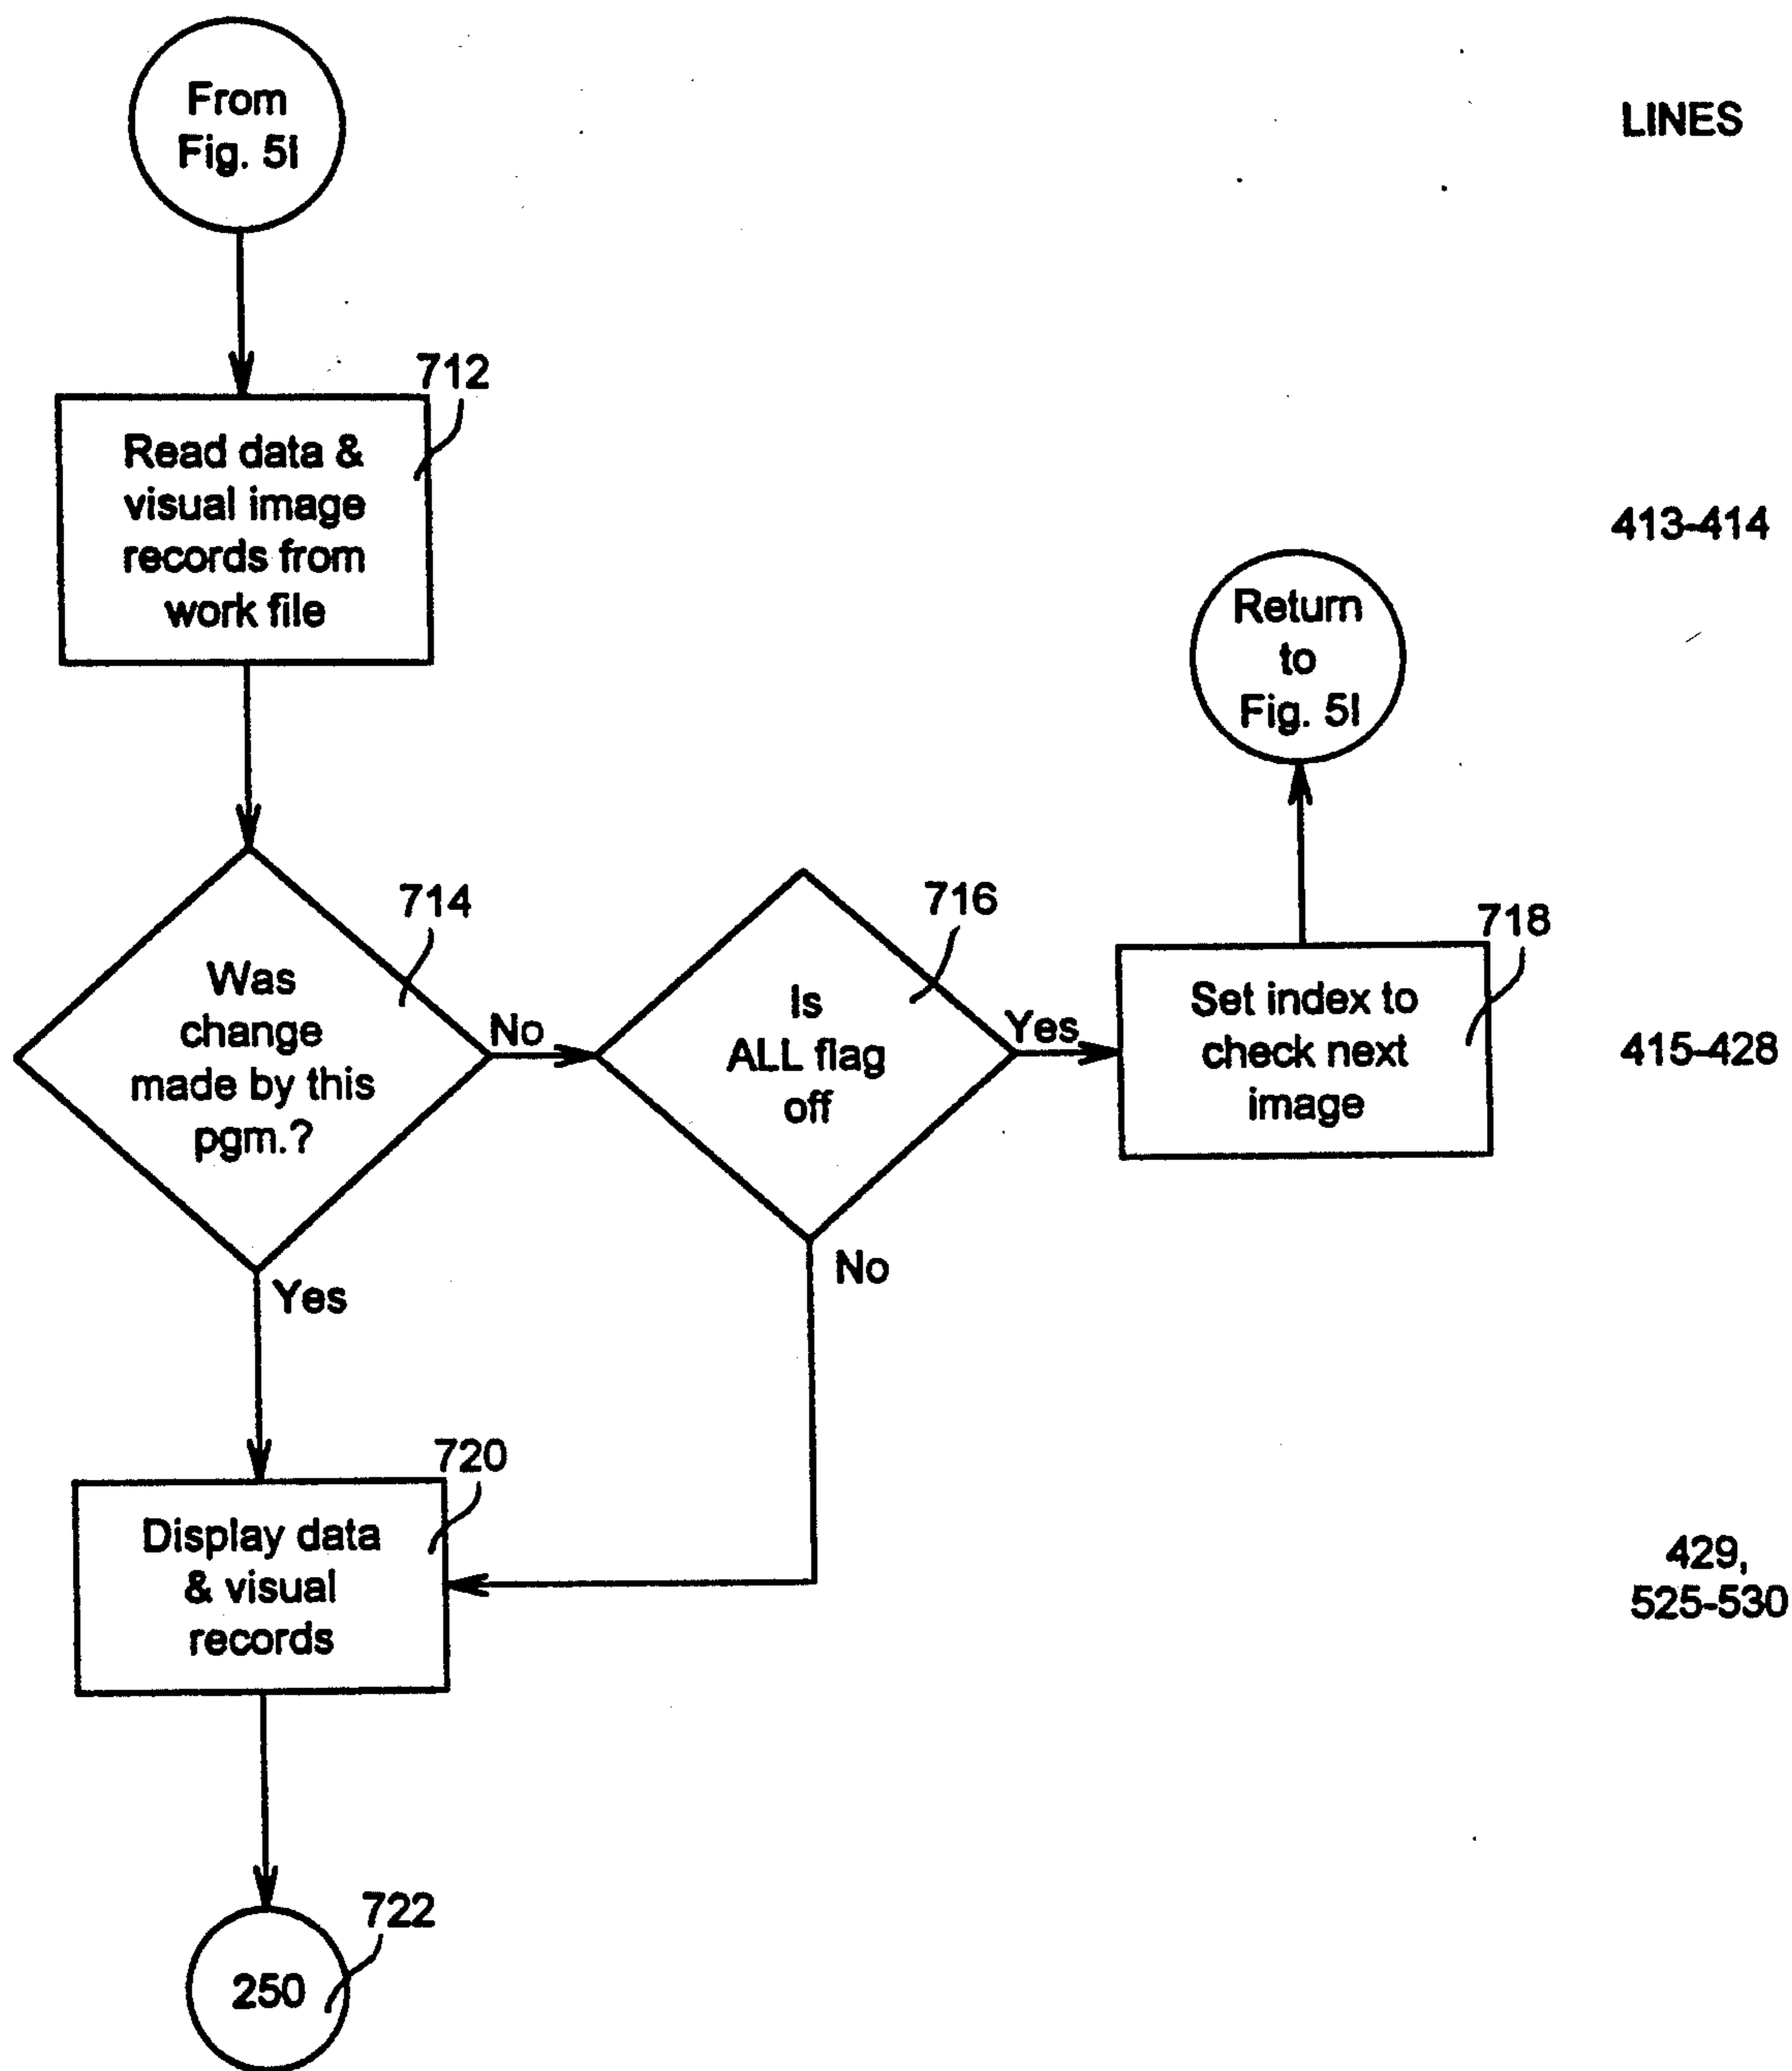 From
Fig. 5I
LINES
712
Read data &
visual image
records from
work file
413-414
Return
to
Fig. 5I
714
Was
change
made by this
pgm.?
No
716
Is
ALL flag
off
Yes
718
Set index to
check next
image
415-428
Yes
No
720
Display data
& visual
records
429,
525-530
722
250